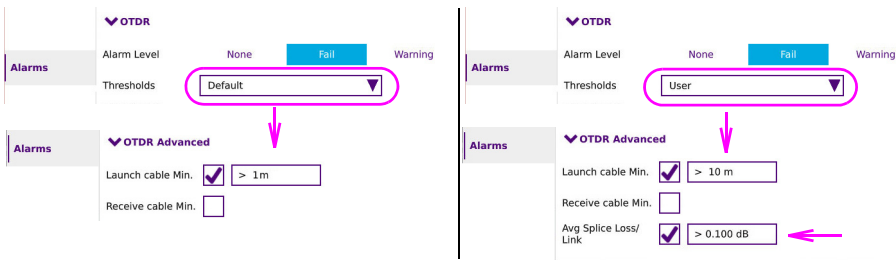 OTDR
Alarm Level None Fail Warning
Alarms
Thresholds Default
OTDR Advanced
Alarms
Launch cable Min. > 1m
Receive cable Min.
OTDR
Alarm Level None Fail Warning
Alarms
Thresholds User
OTDR Advanced
Alarms
Launch cable Min. > 10 m
Receive cable Min.
Avg Splice Loss/
Link > 0.100 dB